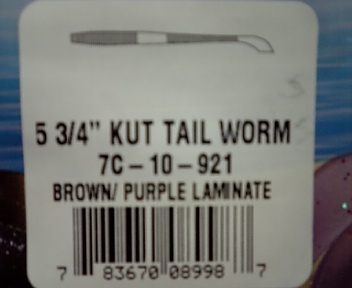 5 3/4" KUT TAIL WORM
7C-10-921
BROWN/ PURPLE LAMINATE
7 83670 08998 7